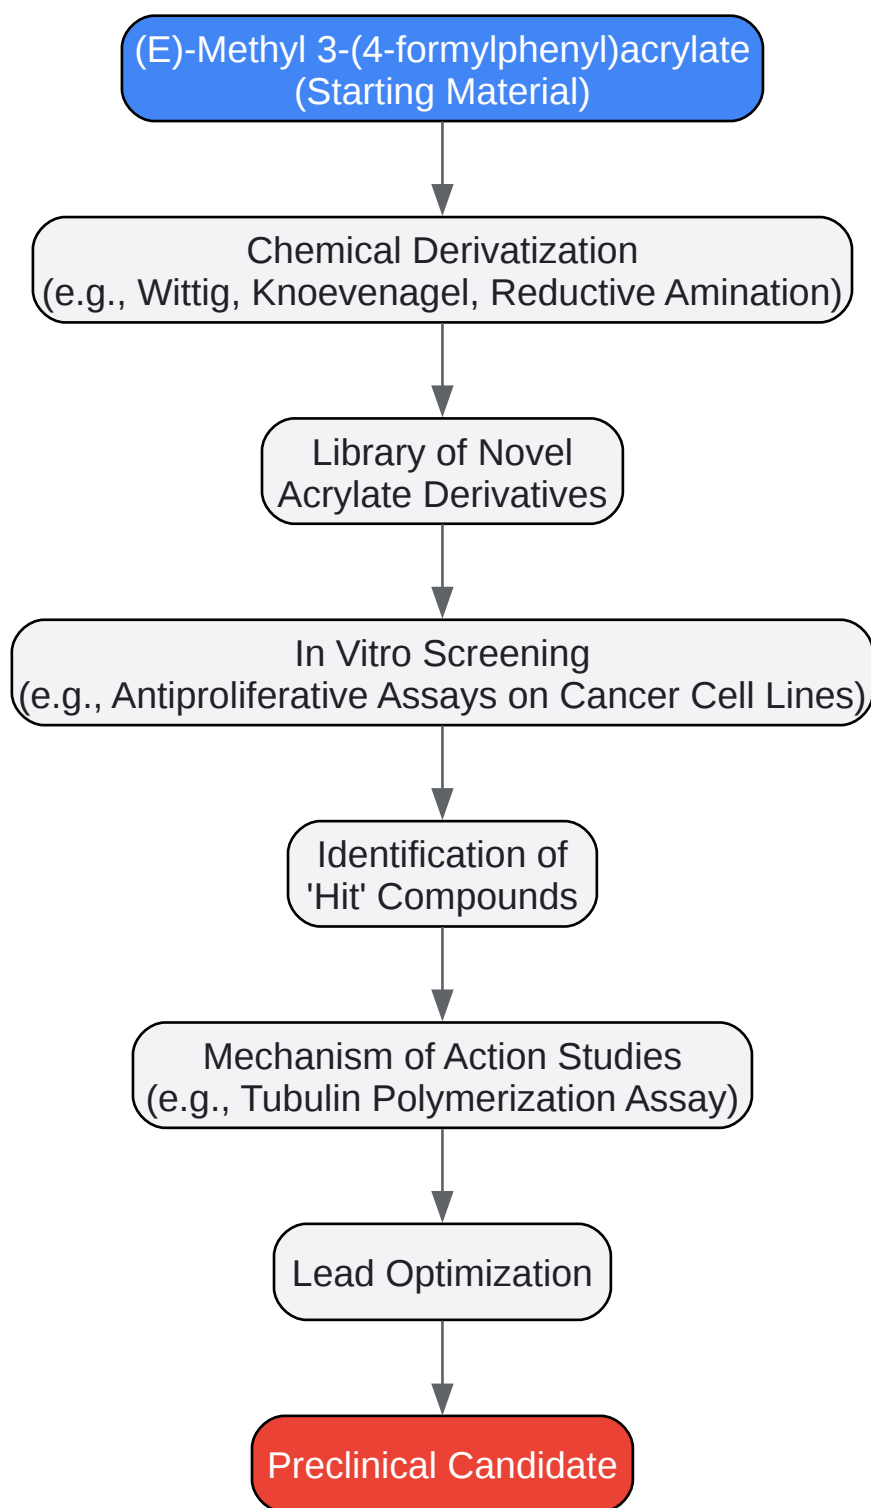 (E)-Methyl 3-(4-formylphenyl)acrylate
(Starting Material)
Chemical Derivatization
(e.g., Wittig, Knoevenagel, Reductive Amination)
Library of Novel
Acrylate Derivatives
In Vitro Screening
(e.g., Antiproliferative Assays on Cancer Cell Lines)
Identification of
'Hit' Compounds
Mechanism of Action Studies
(e.g., Tubulin Polymerization Assay)
Lead Optimization
Preclinical Candidate